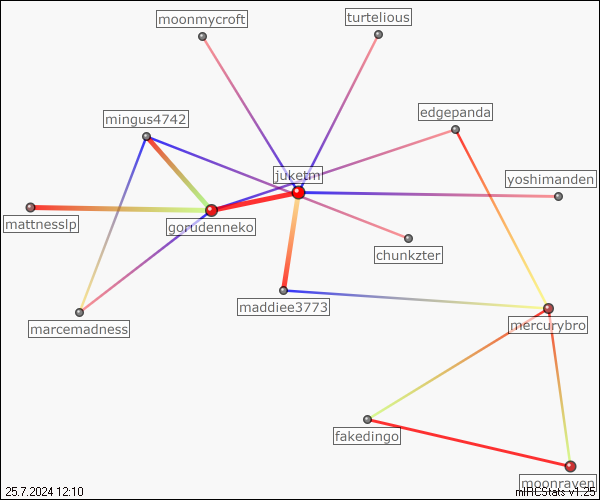 moonmycroft
turtelious
mingus4742
edgepanda
juketm
yoshimanden
mattnesslp
gorudenneko
chunkzter
maddiee3773
marcemadness
mercurybro
fakedingo
moonraven
25.7.2024 12:10
mIRCStats v1.25